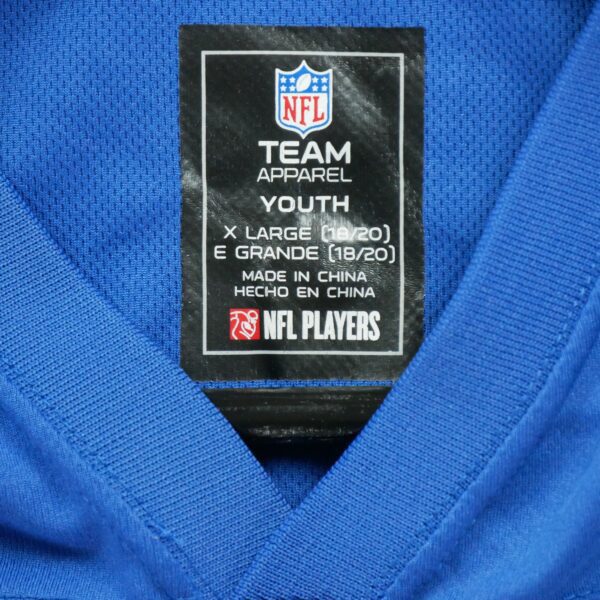 NFL
TEAM
APPAREL
YOUTH
X LARGE (18/20)
E GRANDE (18/20)
MADE IN CHINA
HECHO EN CHINA
NFL PLAYERS